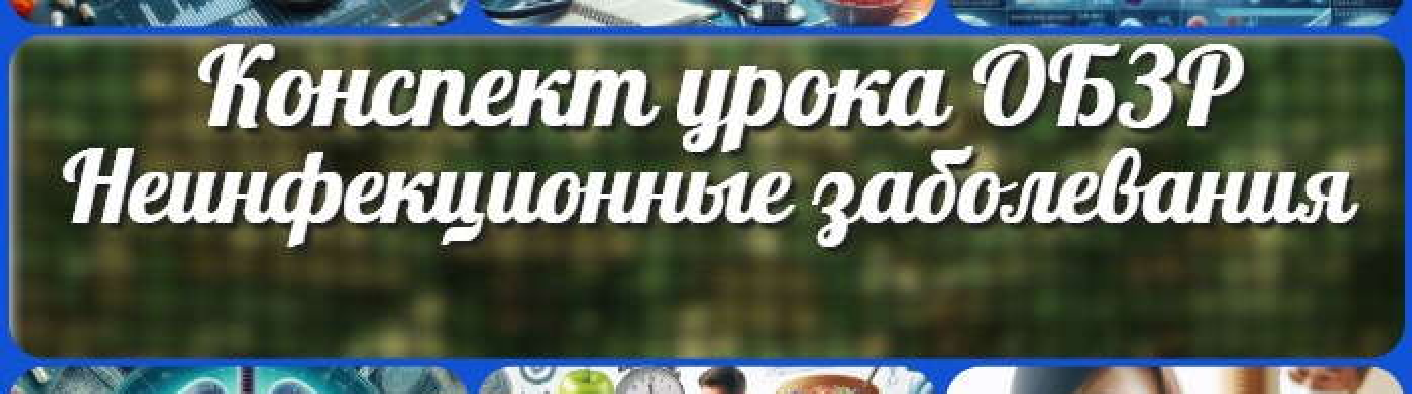 Конспект урока ОБЗР
Неинфекционные заболевания